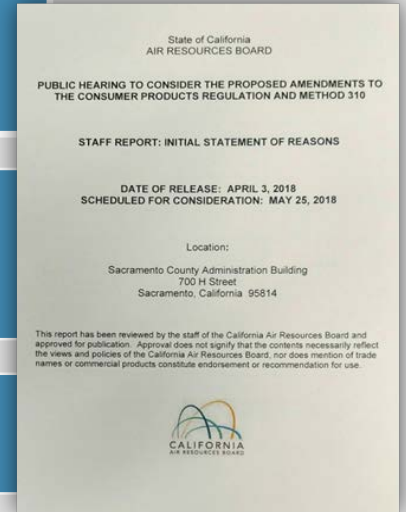 State of California
AIR RESOURCES BOARD
PUBLIC HEARING TO CONSIDER THE PROPOSED AMENDMENTS TO
THE CONSUMER PRODUCTS REGULATION AND METHOD 310
STAFF REPORT: INITIAL STATEMENT OF REASONS
DATE OF RELEASE: APRIL 3, 2018
SCHEDULED FOR CONSIDERATION: MAY 25, 2018
Location:
Sacramento County Administration Building
700 H Street
Sacramento, California 95814
This report has been reviewed by the staff of the California Air Resources Board and
approved for publication. Approval does not signify that the contents necessarily reflect
the views and policies of the California Air Resources Board, nor does mention of trade
names or commercial products constitute endorsement or recommendation for use.
CALIFORNIA
AIR RESOURCES BOARD